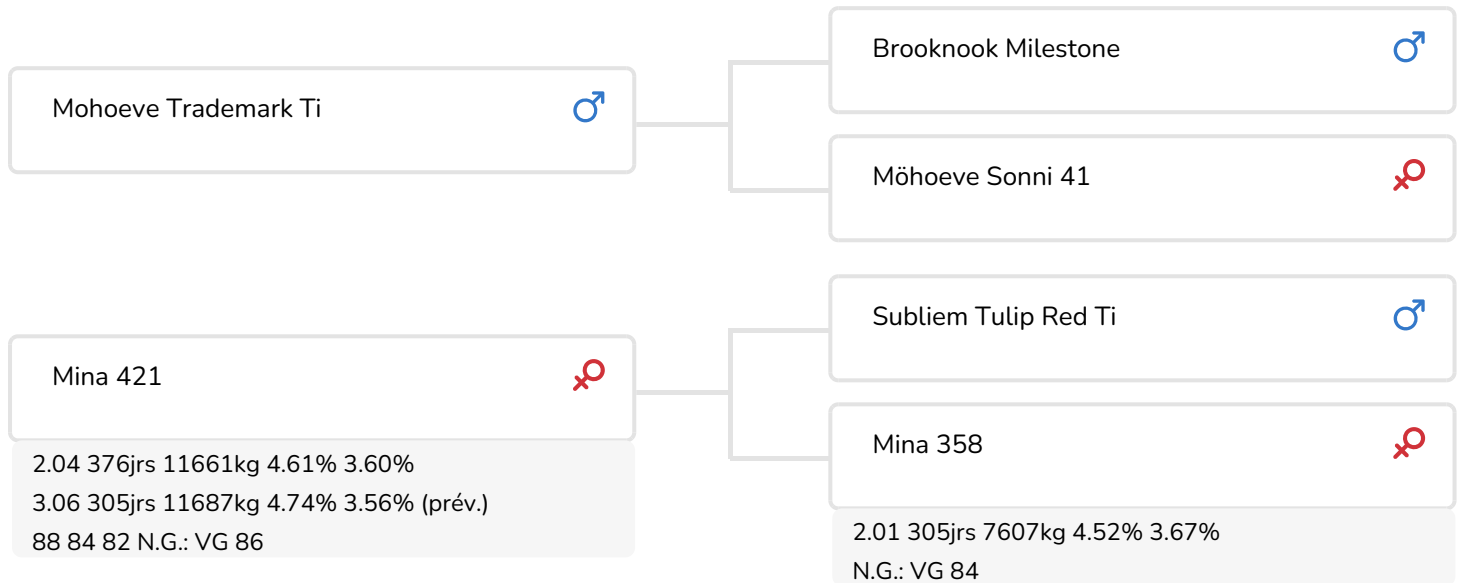 Mohoeve Trademark Ti
Brooknook Milestone
Möhoeve Sonni 41
Mina 421
2.04 376jrs 11661kg 4.61% 3.60%
3.06 305jrs 11687kg 4.74% 3.56% (prév.)
88 84 82 N.G.: VG 86
Subliem Tulip Red Ti
Mina 358
2.01 305jrs 7607kg 4.52% 3.67%
N.G.: VG 84